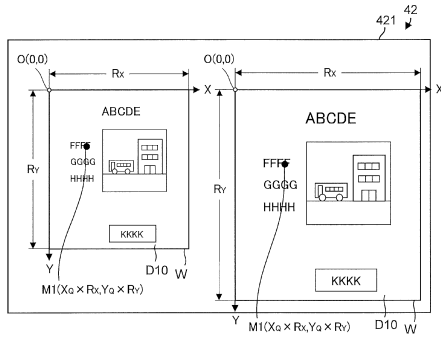 421
42
O(0,0)
RX
X
RY
ABCDE
FFFF
GGGG
HHHH
KKKK
Y
D10
W
M1(XQ×RX,YQ×RY)
O(0,0)
RX
X
RY
ABCDE
FFFF
GGGG
HHHH
KKKK
Y
D10
W
M1(XQ×RX,YQ×RY)